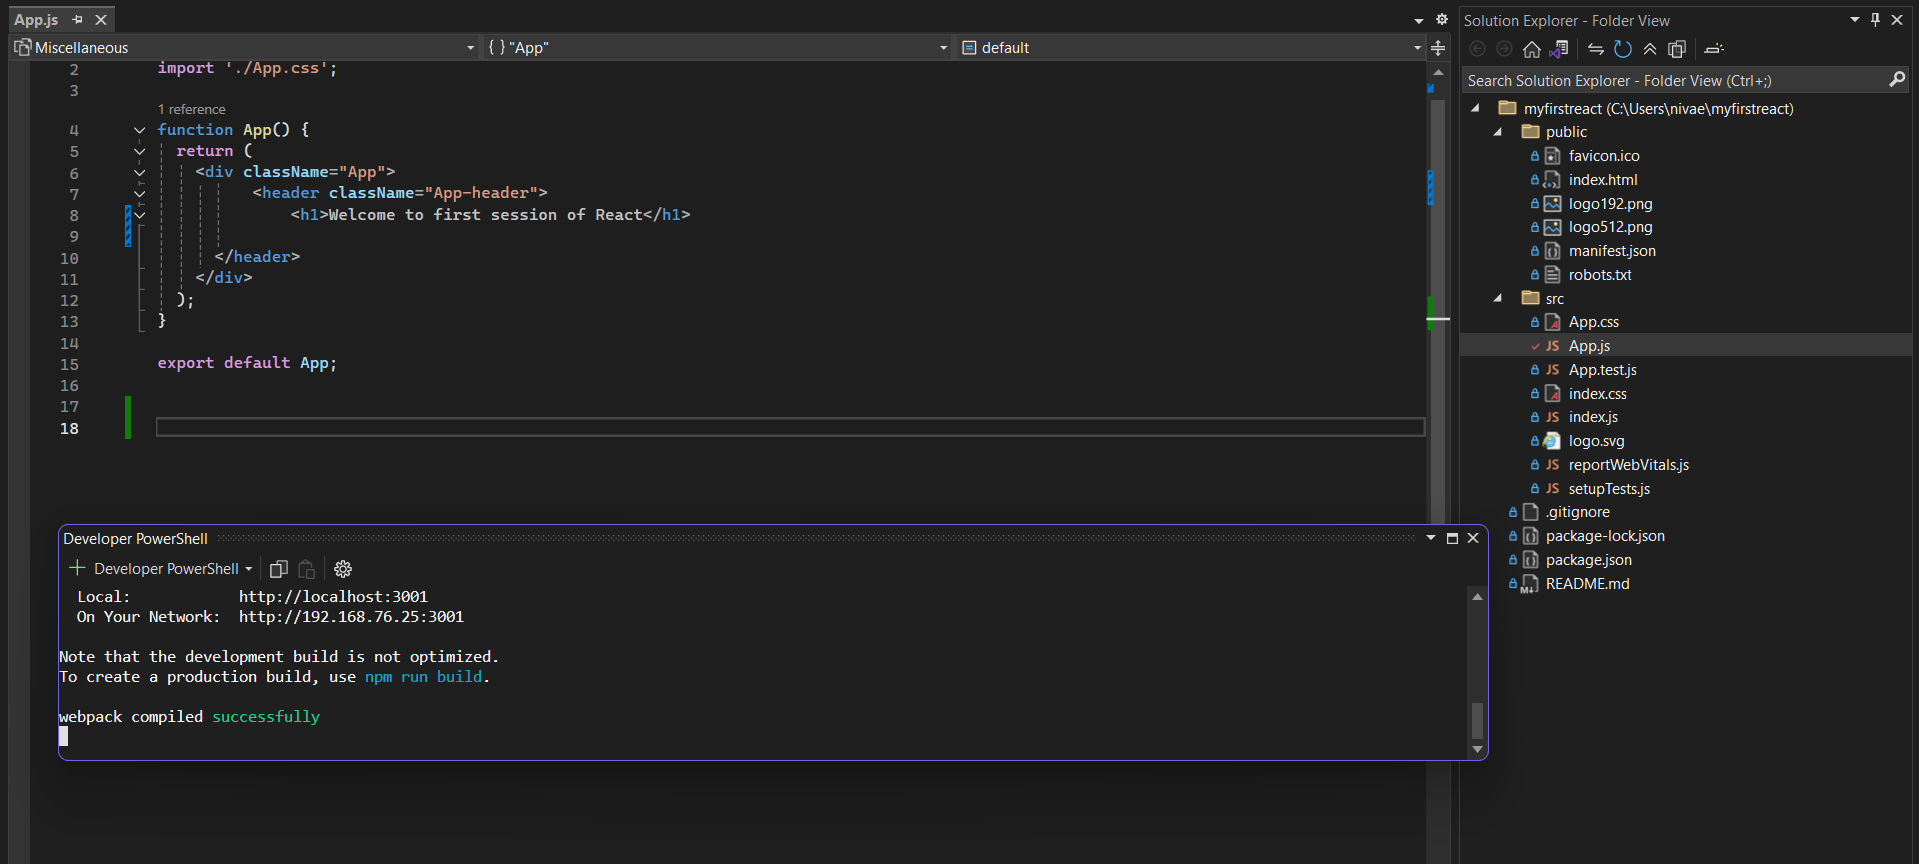 App.js
Miscellaneous
{ } "App"
default
2 import './App.css';
3
1 reference
4 function App() {
5 return (
6 <div className="App">
7 <header className="App-header">
8 <h1>Welcome to first session of React</h1>
9
10 </header>
11 </div>
12 );
13 }
14
15 export default App;
16
17
18
Developer PowerShell
Developer PowerShell
Local: http://localhost:3001
On Your Network: http://192.168.76.25:3001
Note that the development build is not optimized.
To create a production build, use npm run build.
webpack compiled successfully
Solution Explorer - Folder View
Search Solution Explorer - Folder View (Ctrl+;)
myfirstreact (C:\Users\nivae\myfirstreact)
public
favicon.ico
index.html
logo192.png
logo512.png
manifest.json
robots.txt
src
App.css
JS App.js
JS App.test.js
index.css
JS index.js
logo.svg
JS reportWebVitals.js
JS setupTests.js
.gitignore
package-lock.json
package.json
README.md